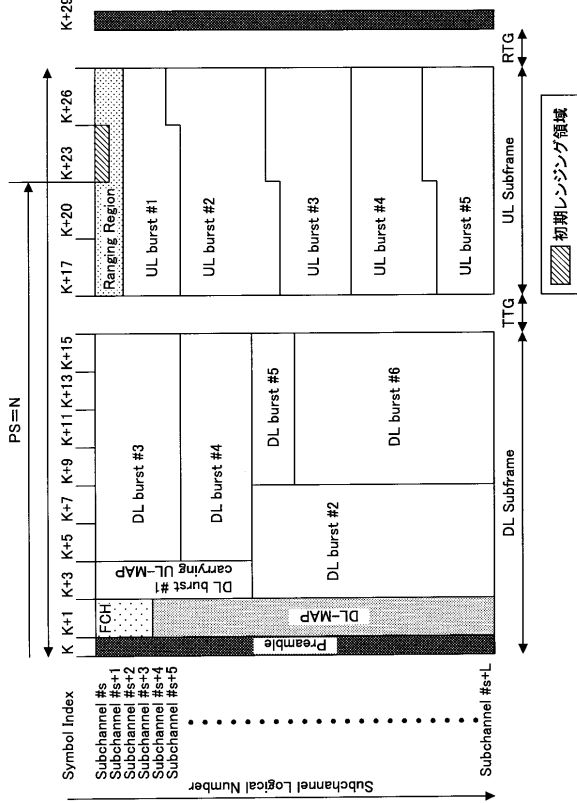 PS=N
Symbol Index
K
K+1
K+3
K+5
K+7
K+9
K+11
K+13
K+15
K+17
K+20
K+23
K+26
K+29
Subchannel Logical Number
Subchannel #s
Subchannel #s+1
Subchannel #s+2
Subchannel #s+3
Subchannel #s+4
Subchannel #s+5
Subchannel #s+L
Preamble
FCH
DL-MAP
DL burst #1
carrying UL-MAP
DL burst #3
DL burst #4
DL burst #2
DL burst #5
DL burst #6
Ranging Region
UL burst #1
UL burst #2
UL burst #3
UL burst #4
UL burst #5
DL Subframe
TTG
UL Subframe
RTG
初期レンジング領域